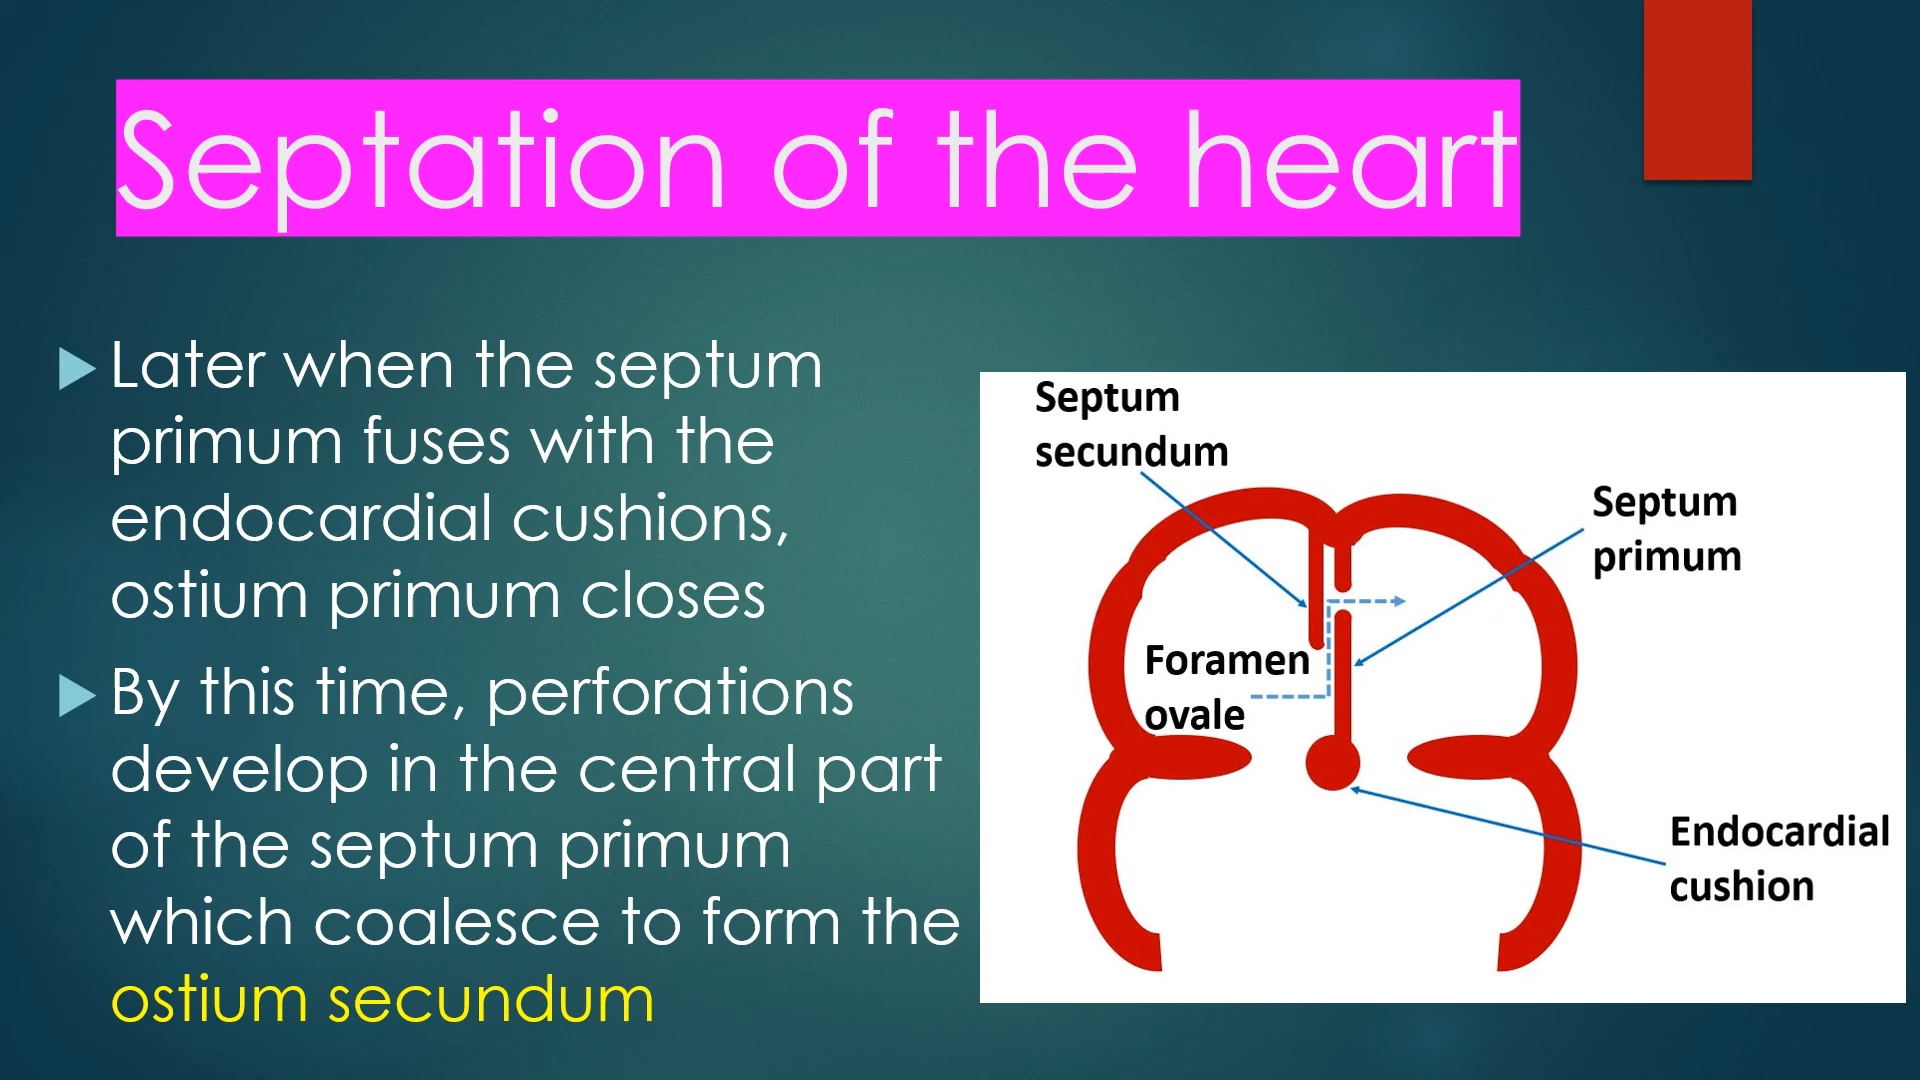 Septation of the heart
Later when the septum
primum fuses with the
endocardial cushions,
ostium primum closes
By this time, perforations
develop in the central part
of the septum primum
which coalesce to form the
ostium secundum
Septum
secundum
Septum
primum
Foramen
ovale
Endocardial
cushion